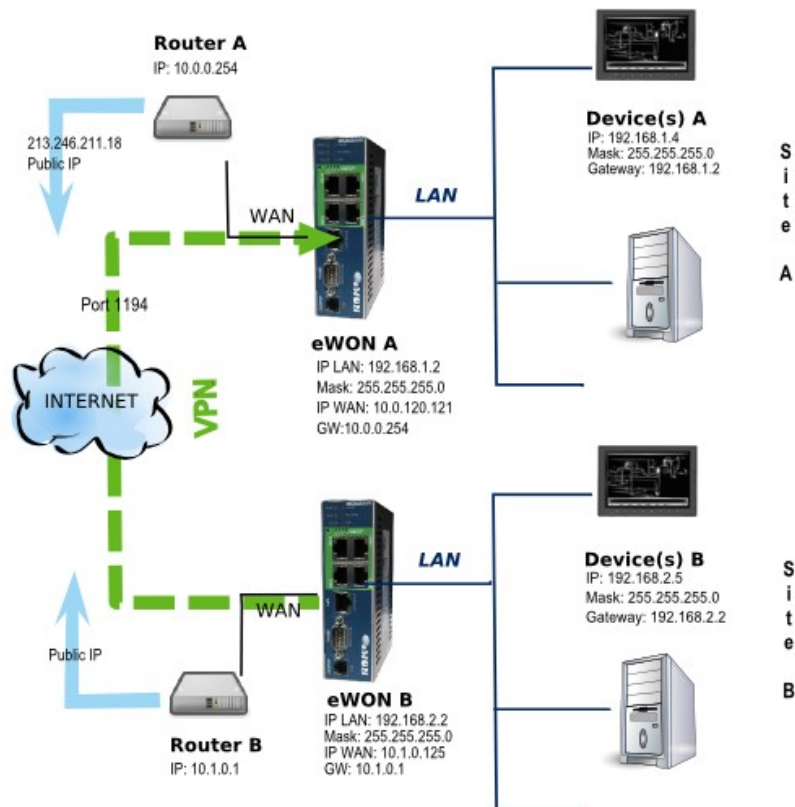 Router A
IP: 10.0.0.254
213.246.211.18
Public IP
WAN
LAN
Device(s) A
IP: 192.168.1.4
Mask: 255.255.255.0
Gateway: 192.168.1.2
Site A
Port 1194
eWON A
IP LAN: 192.168.1.2
Mask: 255.255.255.0
IP WAN: 10.0.120.121
GW:10.0.0.254
INTERNET
VPN
eWON
LAN
Device(s) B
IP: 192.168.2.5
Mask: 255.255.255.0
Gateway: 192.168.2.2
Site B
WAN
Public IP
eWON
eWON B
IP LAN: 192.168.2.2
Mask: 255.255.255.0
IP WAN: 10.1.0.125
GW: 10.1.0.1
Router B
IP: 10.1.0.1